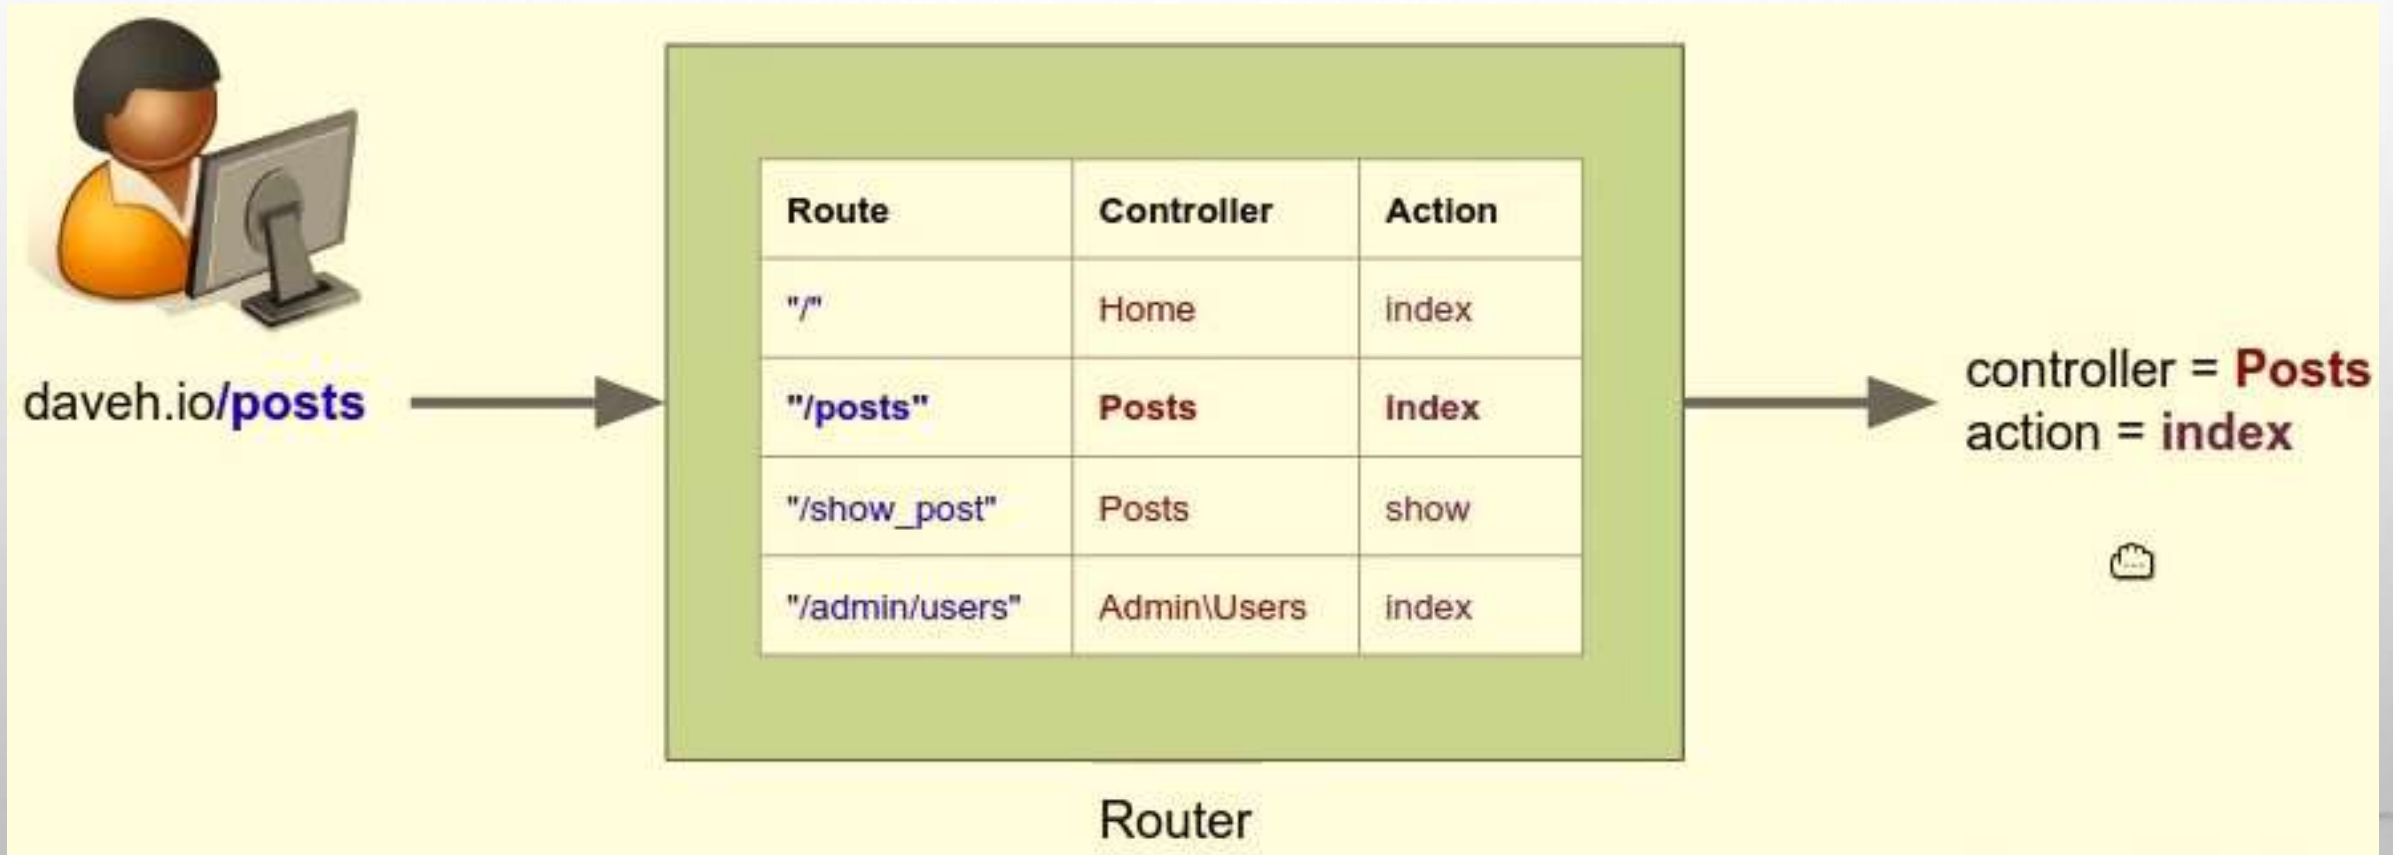 daveh.io/posts
Route Controller Action
"/" Home index
"/posts" Posts index
"/show_post" Posts show
"/admin/users" Admin\Users index
Router
controller = Posts
action = index